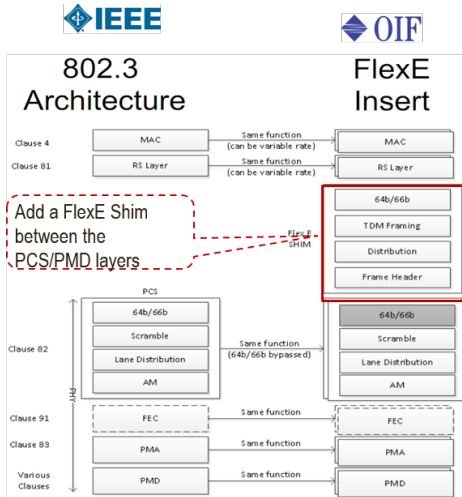 IEEE
OIF
802.3
Architecture
FlexE
Insert
Clause 4
MAC
Same function
(can be variable rate)
MAC
Clause 81
RS Layer
Same function
(can be variable rate)
RS Layer
Add a FlexE Shim
between the
PCS/PMD layers
Flex E
SHIM
64b/66b
TDM Framing
Distribution
Frame Header
PCS
64b/66b
Scramble
Lane Distribution
AM
Clause 82
Same function
(64b/66b bypassed)
64b/66b
Scramble
Lane Distribution
AM
PHY
Clause 91
FEC
Same function
FEC
Clause 83
PMA
Same function
PMA
Various
Clauses
PMD
Same function
PMD